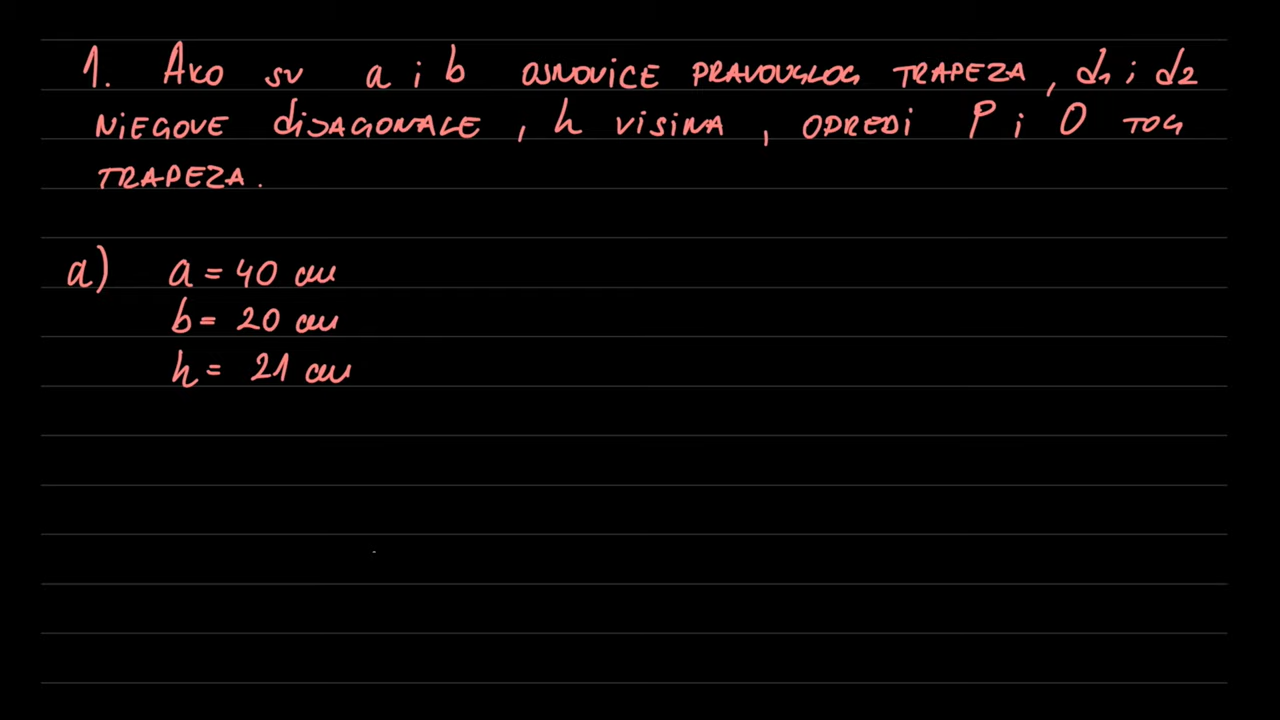 1. Ako su a i b osnovice pravouglog trapeza, d1 i d2
njegove dijagonale, h visina, odredi P i O tog
trapeza.
a) a = 40 cm
b = 20 cm
h = 21 cm